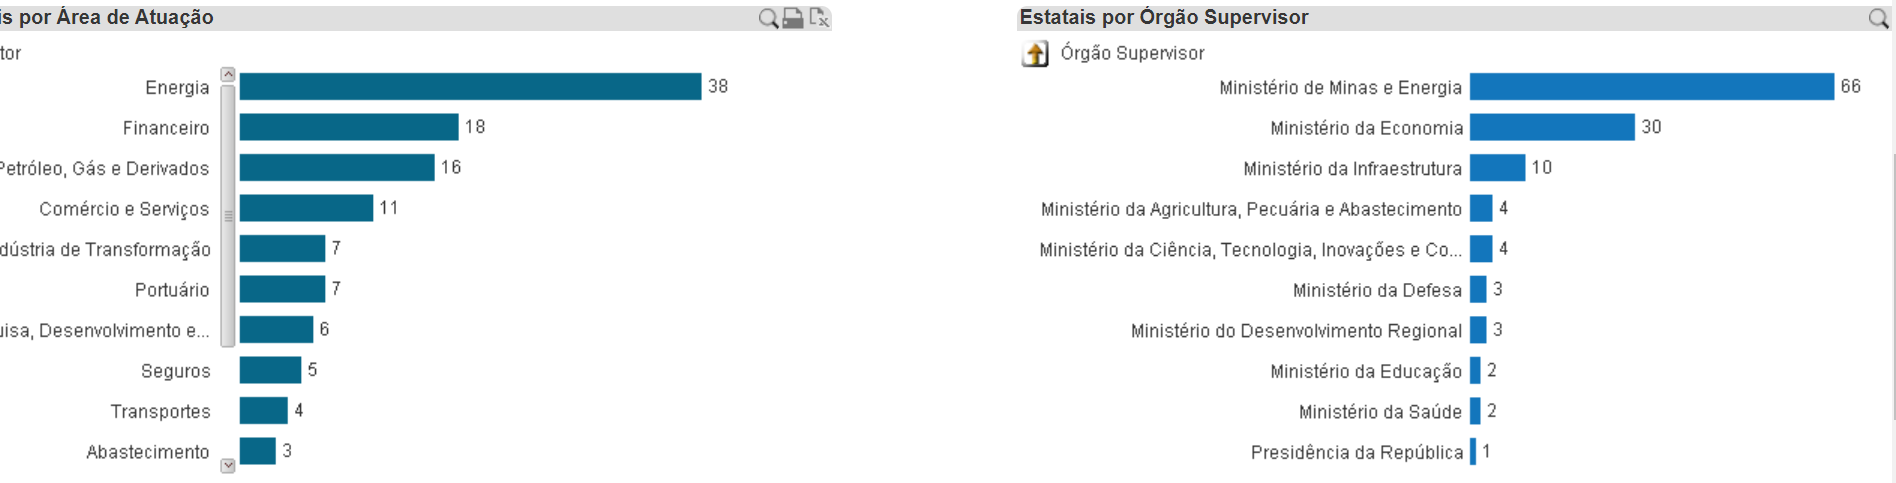 is por Área de Atuação
tor
Energia 38
Financeiro 18
Petróleo, Gás e Derivados 16
Comércio e Serviços 11
dústria de Transformação 7
Portuário 7
uisa, Desenvolvimento e... 6
Seguros 5
Transportes 4
Abastecimento 3
Estatais por Órgão Supervisor
Órgão Supervisor
Ministério de Minas e Energia 66
Ministério da Economia 30
Ministério da Infraestrutura 10
Ministério da Agricultura, Pecuária e Abastecimento 4
Ministério da Ciência, Tecnologia, Inovações e Co... 4
Ministério da Defesa 3
Ministério do Desenvolvimento Regional 3
Ministério da Educação 2
Ministério da Saúde 2
Presidência da República 1